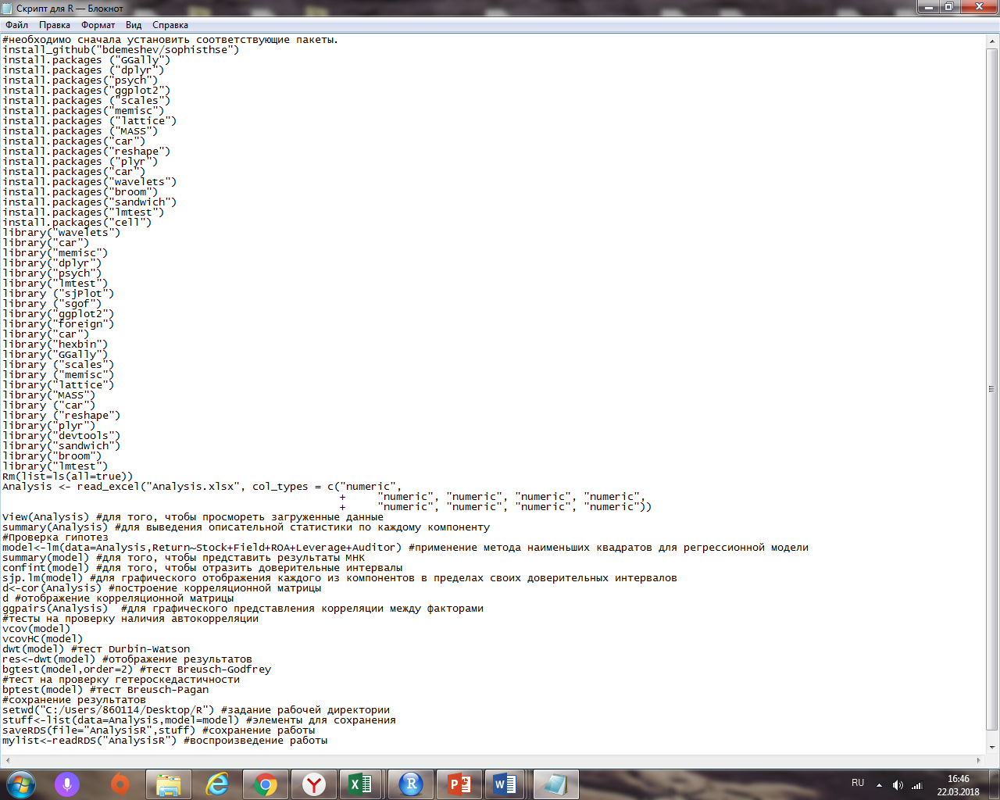 Скрипт для R — Блокнот
Файл Правка Формат Вид Справка
#необходимо сначала установить соответствующие пакеты.
install_github("bdemeshev/sophisthse")
install.packages ("GGally")
install.packages ("dplyr")
install.packages("psych")
install.packages("ggplot2")
install.packages ("scales")
install.packages("memisc")
install.packages ("lattice")
install.packages ("MASS")
install.packages("car")
install.packages("reshape")
install.packages ("plyr")
install.packages("car")
install.packages("wavelets")
install.packages("broom")
install.packages("sandwich")
install.packages("lmtest")
install.packages("cell")
library("wavelets")
library("car")
library("memisc")
library("dplyr")
library("psych")
library("lmtest")
library ("sjPlot")
library ("sgof")
library("ggplot2")
library("foreign")
library("car")
library("hexbin")
library("GGally")
library ("scales")
library ("memisc")
library("lattice")
library("MASS")
library ("car")
library ("reshape")
library("plyr")
library("devtools")
library("sandwich")
library("broom")
library("lmtest")
Rm(list=ls(all=true))
Analysis <- read_excel("Analysis.xlsx", col_types = c("numeric",
+     "numeric", "numeric", "numeric", "numeric",
+     "numeric", "numeric", "numeric", "numeric"))
View(Analysis) #для того, чтобы просмореть загруженные данные
summary(Analysis) #для выведения описательной статистики по каждому компоненту
#Проверка гипотез
model<-lm(data=Analysis,Return~Stock+Field+ROA+Leverage+Auditor) #применение метода наименьших квадратов для регрессионной модели
summary(model) #для того, чтобы представить результаты МНК
confint(model) #для того, чтобы отразить доверительные интервалы
sjp.lm(model) #для графического отображения каждого из компонентов в пределах своих доверительных интервалов
d<-cor(Analysis) #построение корреляционной матрицы
d #отображение корреляционной матрицы
ggpairs(Analysis)  #для графического представления корреляции между факторами
#тесты на проверку наличия автокорреляции
vcov(model)
vcovHC(model)
dwt(model) #тест Durbin-Watson
res<-dwt(model) #отображение результатов
bgtest(model,order=2) #тест Breusch-Godfrey
#тест на проверку гетероскедастичности
bptest(model) #тест Breusch-Pagan
#сохранение результатов
setwd("C:/Users/860114/Desktop/R") #задание рабочей директории
stuff<-list(data=Analysis,model=model) #элементы для сохранения
saveRDS(file="AnalysisR",stuff) #сохранение работы
mylist<-readRDS("AnalysisR") #воспроизведение работы
RU
16:46
22.03.2018